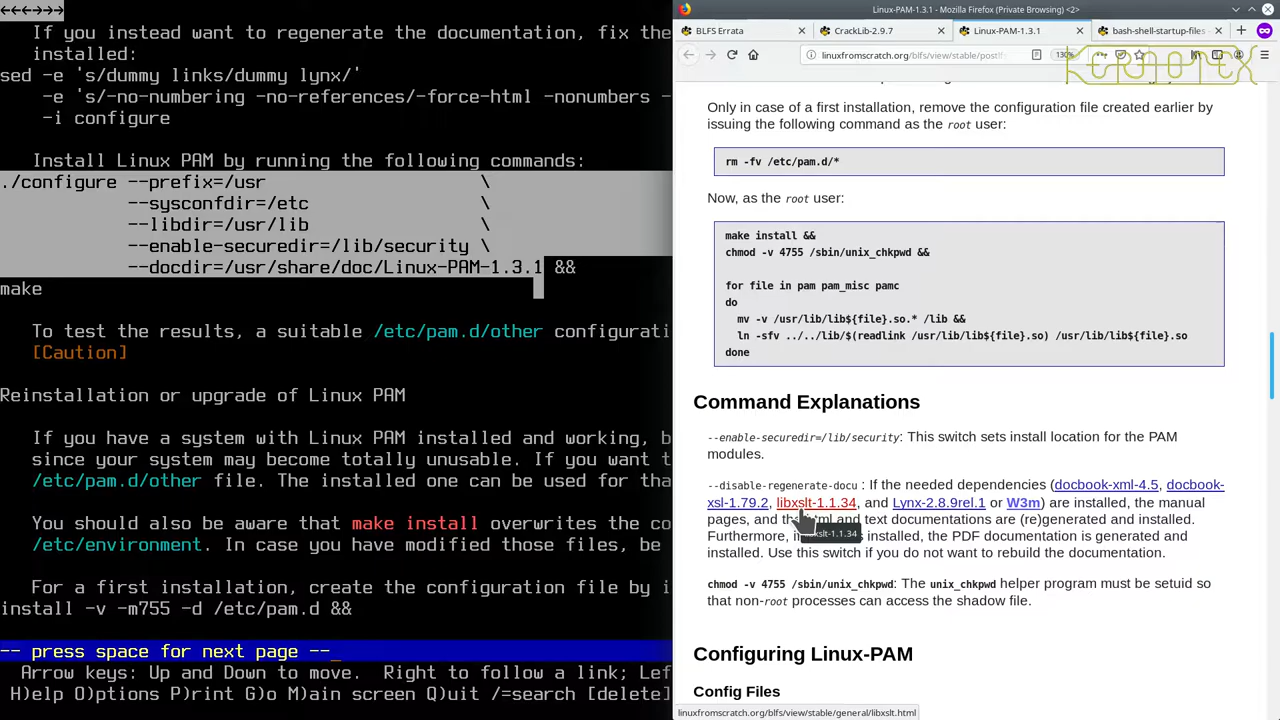 <--<---->-->
If you instead want to regenerate the documentation, fix the
installed:
sed -e 's/dummy links/dummy lynx/'
-e 's/-no-numbering -no-references/-force-html -nonumbers -
-i configure
Install Linux PAM by running the following commands:
./configure --prefix=/usr \
--sysconfdir=/etc \
--libdir=/usr/lib \
--enable-securedir=/lib/security \
--docdir=/usr/share/doc/Linux-PAM-1.3.1 &&
make
To test the results, a suitable /etc/pam.d/other configurati
[Caution]
Reinstallation or upgrade of Linux PAM
If you have a system with Linux PAM installed and working, b
since your system may become totally unusable. If you want t
/etc/pam.d/other file. The installed one can be used for tha
You should also be aware that make install overwrites the co
/etc/environment. In case you have modified those files, be
For a first installation, create the configuration file by i
install -v -m755 -d /etc/pam.d &&
-- press space for next page --
Arrow keys: Up and Down to move. Right to follow a link; Lef
H)elp O)ptions P)rint G)o M)ain screen Q)uit /=search [delete]
Linux-PAM-1.3.1 - Mozilla Firefox (Private Browsing) <2>
BLFS Errata
CrackLib-2.9.7
Linux-PAM-1.3.1
bash-shell-startup-files
linuxfromscratch.org/blfs/view/stable/postlf
130%
Only in case of a first installation, remove the configuration file created earlier by
issuing the following command as the root user:
rm -fv /etc/pam.d/*
Now, as the root user:
make install &&
chmod -v 4755 /sbin/unix_chkpwd &&
for file in pam pam_misc pamc
do
mv -v /usr/lib/lib${file}.so.* /lib &&
ln -sfv ../../lib/$(readlink /usr/lib/lib${file}.so) /usr/lib/lib${file}.so
done
Command Explanations
--enable-securedir=/lib/security: This switch sets install location for the PAM
modules.
--disable-regenerate-docu : If the needed dependencies (docbook-xml-4.5, docbook-
xsl-1.79.2, libxslt-1.1.34, and Lynx-2.8.9rel.1 or W3m) are installed, the manual
pages, and the html and text documentations are (re)generated and installed.
Furthermore, installed, the PDF documentation is generated and
installed. Use this switch if you do not want to rebuild the documentation.
chmod -v 4755 /sbin/unix_chkpwd: The unix_chkpwd helper program must be setuid so
that non-root processes can access the shadow file.
Configuring Linux-PAM
Config Files
linuxfromscratch.org/blfs/view/stable/general/libxslt.html